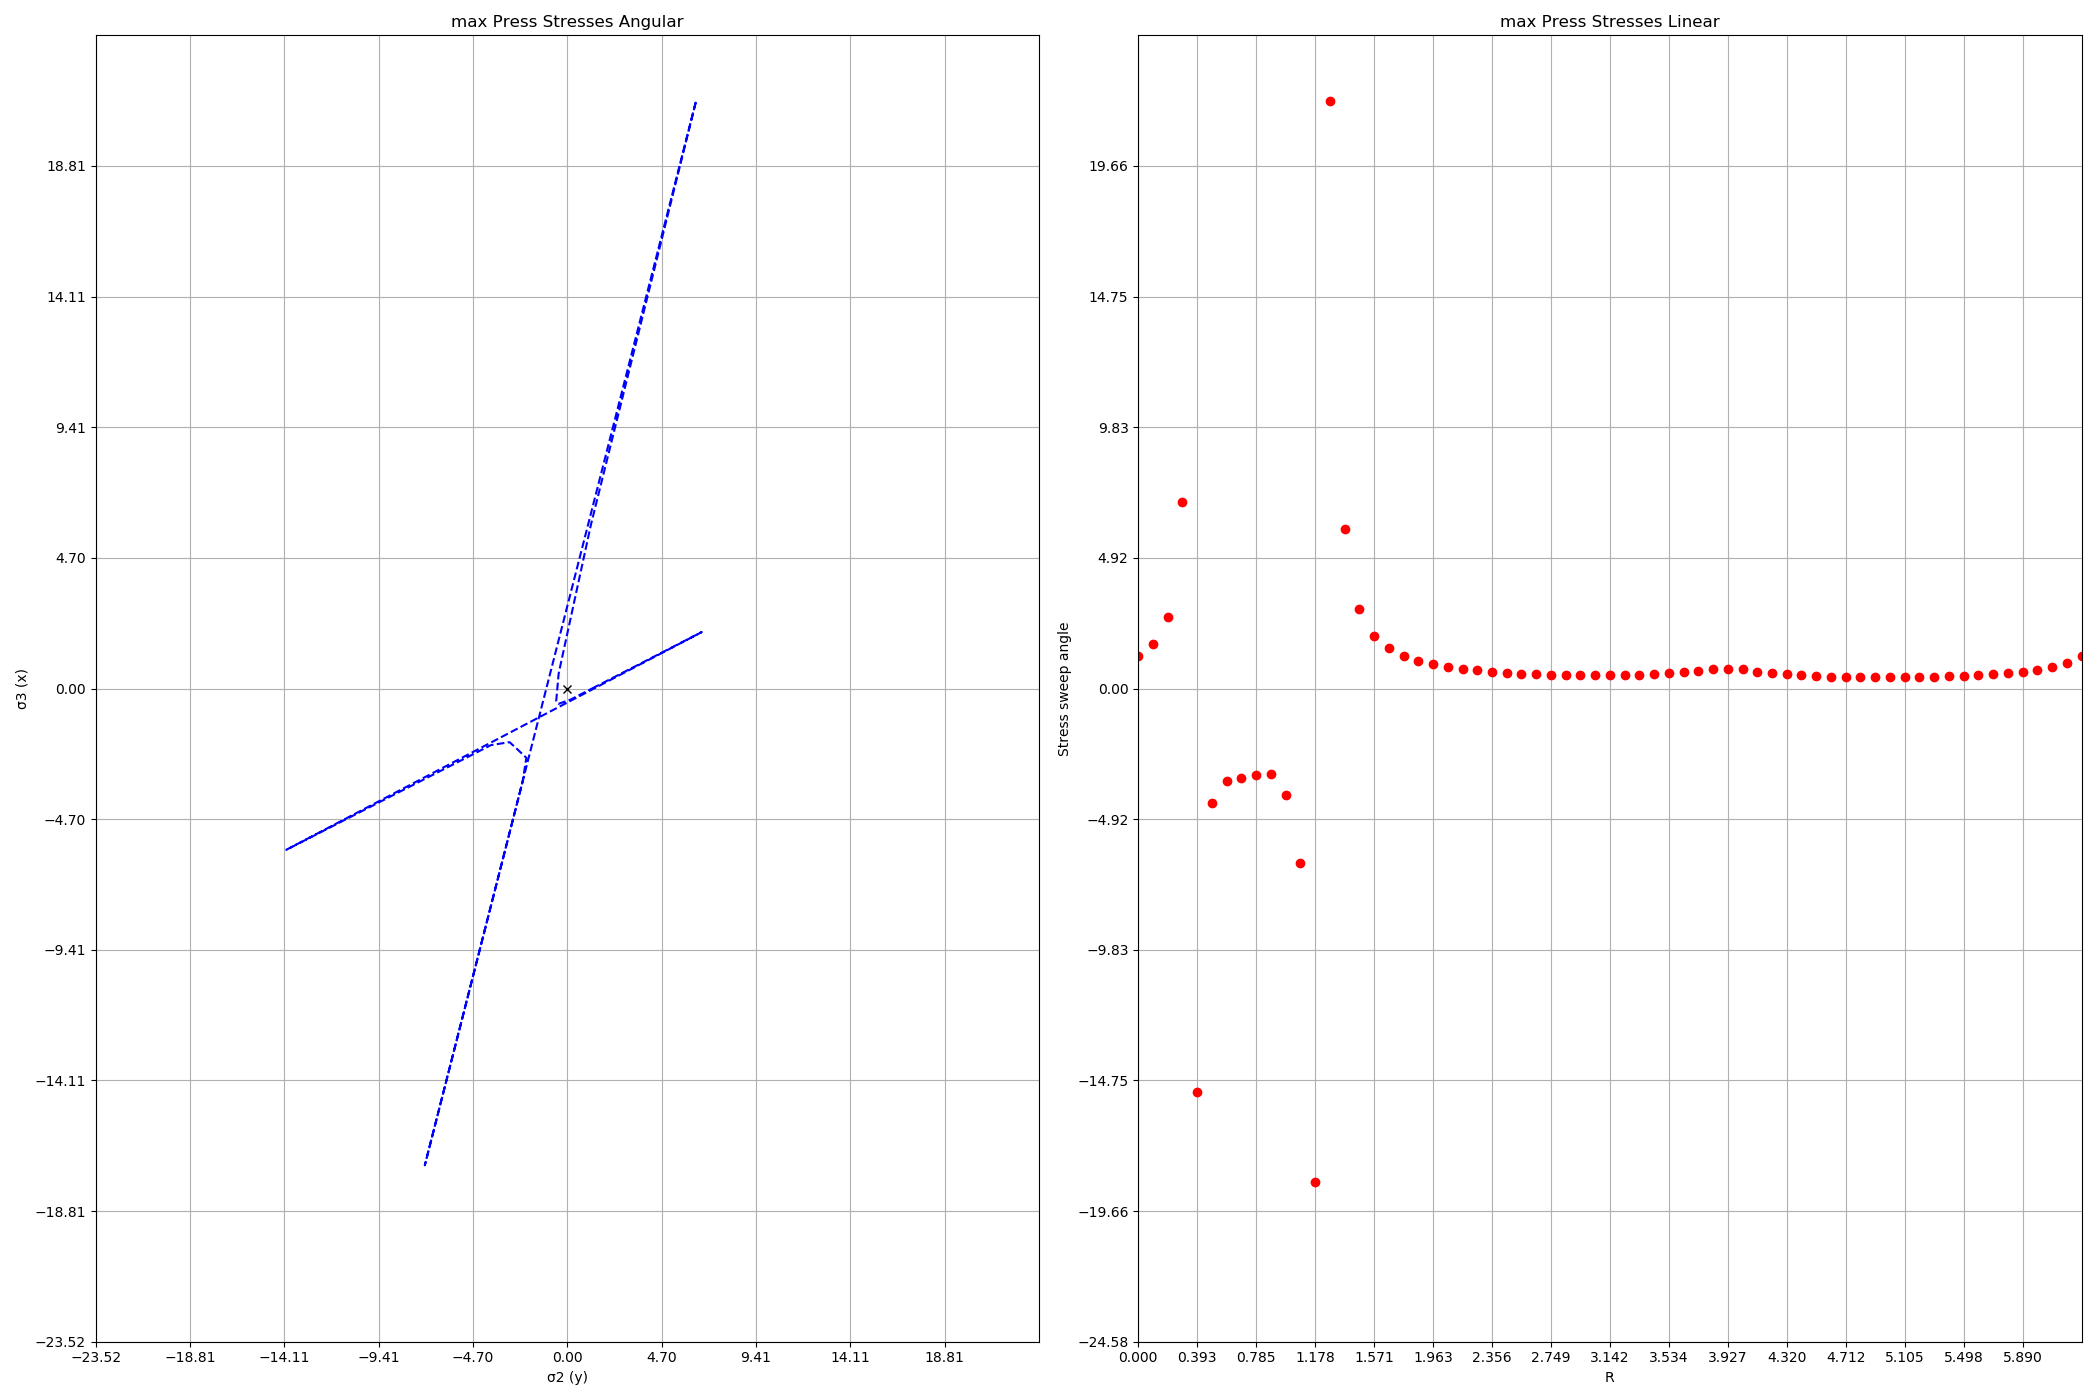 max Press Stresses Angular
18.81
14.11
9.41
4.70
0.00
−4.70
−9.41
−14.11
−18.81
−23.52
σ3 (x)
−23.52 −18.81 −14.11 −9.41 −4.70 0.00 4.70 9.41 14.11 18.81
σ2 (y)
max Press Stresses Linear
19.66
14.75
9.83
4.92
0.00
−4.92
−9.83
−14.75
−19.66
−24.58
Stress sweep angle
0.000 0.393 0.785 1.178 1.571 1.963 2.356 2.749 3.142 3.534 3.927 4.320 4.712 5.105 5.498 5.890
R